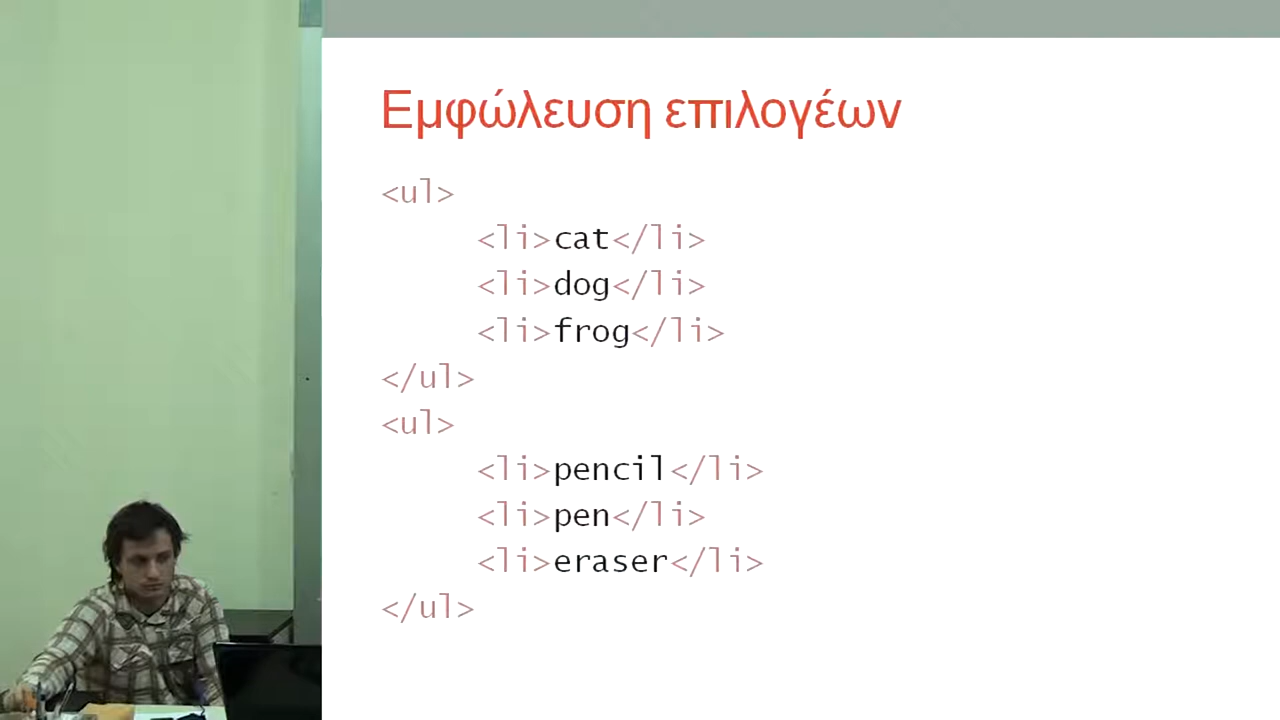 Εμφώλευση επιλογέων
<ul>
<li>cat</li>
<li>dog</li>
<li>frog</li>
</ul>
<ul>
<li>pencil</li>
<li>pen</li>
<li>eraser</li>
</ul>